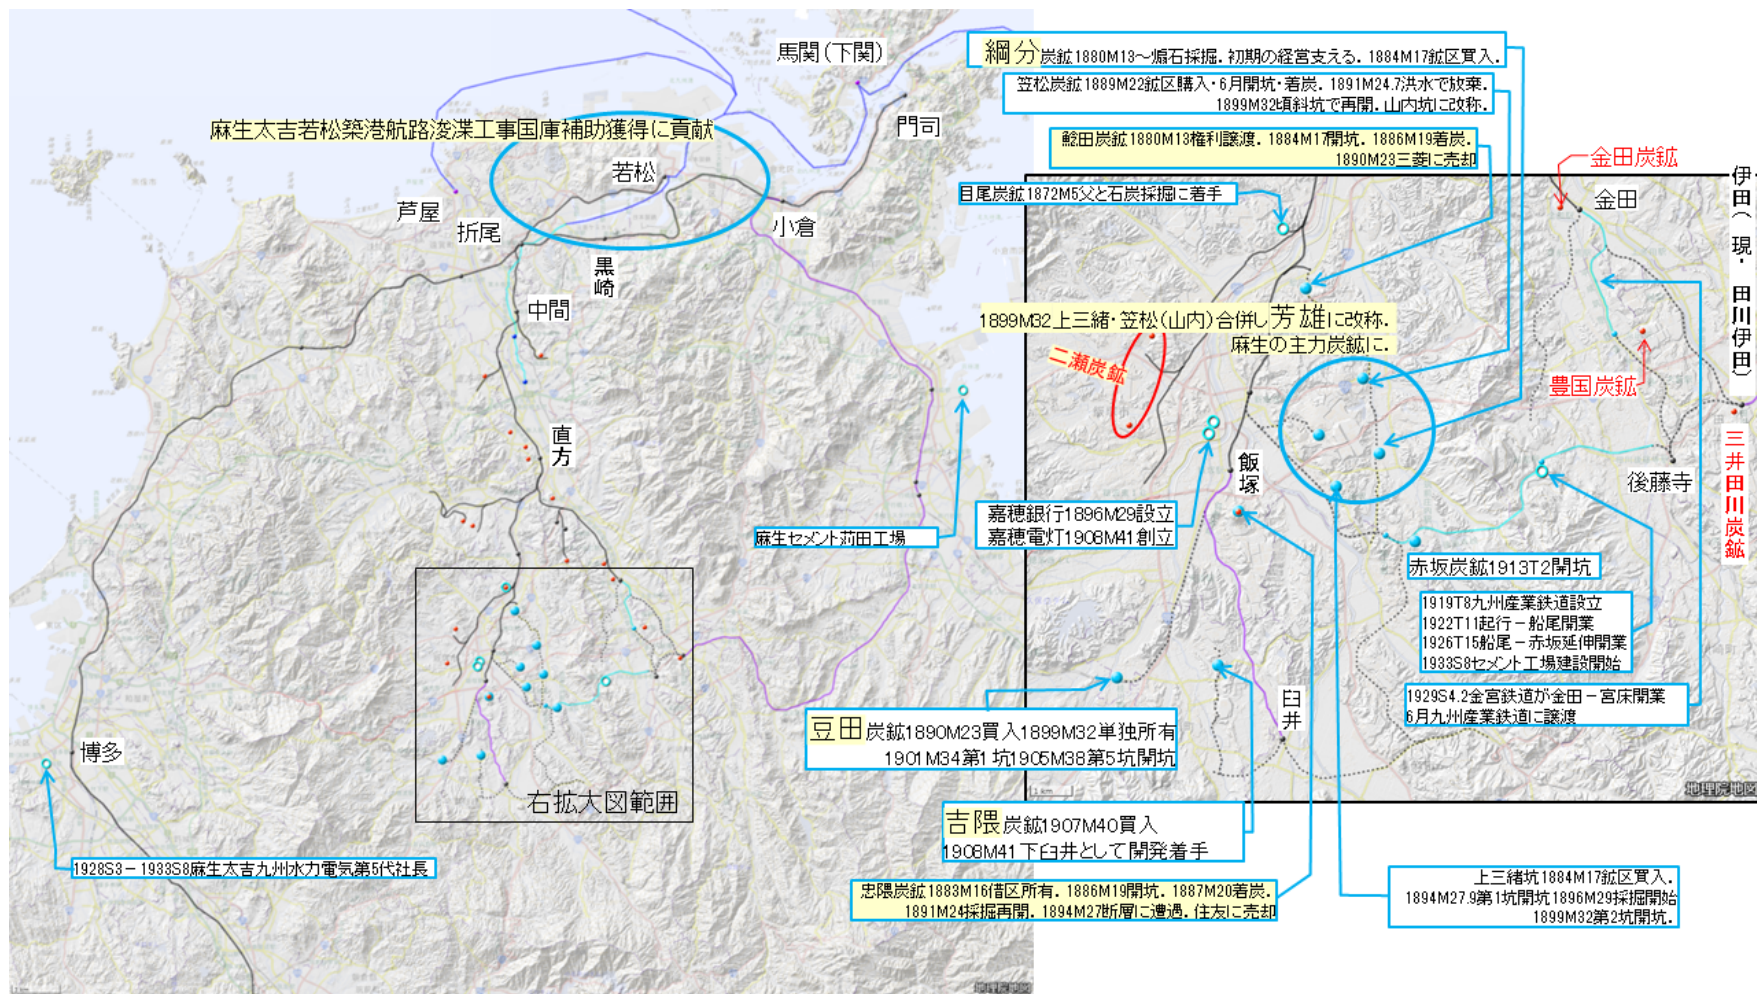 馬関(下関)
麻生太吉若松築港航路浚渫工事国庫補助獲得に貢献
門司
若松
芦屋
折尾
小倉
黒崎
中間
直方
博多
右拡大図範囲
麻生セメント苅田工場
1928S3－1933S8麻生太吉九州水力電気第5代社長
綱分炭鉱1880M13～煽石採掘．初期の経営支える．1884M17鉱区買入．
笠松炭鉱1889M22鉱区購入・6月開坑・着炭．1891M24.7洪水で放棄．
1899M32頃斜坑で再開．山内坑に改称．
鯰田炭鉱1880M13権利譲渡．1884M17開坑．1886M19着炭．
1890M23三菱に売却
目尾炭鉱1872M5父と石炭採掘に着手
金田炭鉱
金田
伊田(現・田川伊田)
1899M32上三緒・笠松(山内)合併し芳雄に改称．
麻生の主力炭鉱に．
二瀬炭鉱
豊国炭鉱
三井田川炭鉱
飯塚
後藤寺
嘉穂銀行1896M29設立
嘉穂電灯1908M41創立
赤坂炭鉱1913T2開坑
1919T8九州産業鉄道設立
1922T11起行－船尾開業
1926T15船尾－赤坂延伸開業
1933S8セメント工場建設開始
1929S4.2金宮鉄道が金田－宮床開業
6月九州産業鉄道に譲渡
臼井
豆田炭鉱1890M23買入1899M32単独所有
1901M34第1坑1905M38第5坑開坑
吉隈炭鉱1907M40買入
1908M41下臼井として開発着手
忠隈炭鉱1883M16借区所有．1886M19開坑．1887M20着炭．
1891M24採掘再開．1894M27断層に遭遇．住友に売却
上三緒坑1884M17鉱区買入．
1894M27.9第1坑開坑1896M29採掘開始
1899M32第2坑開坑．
地理院地図
地理院地図